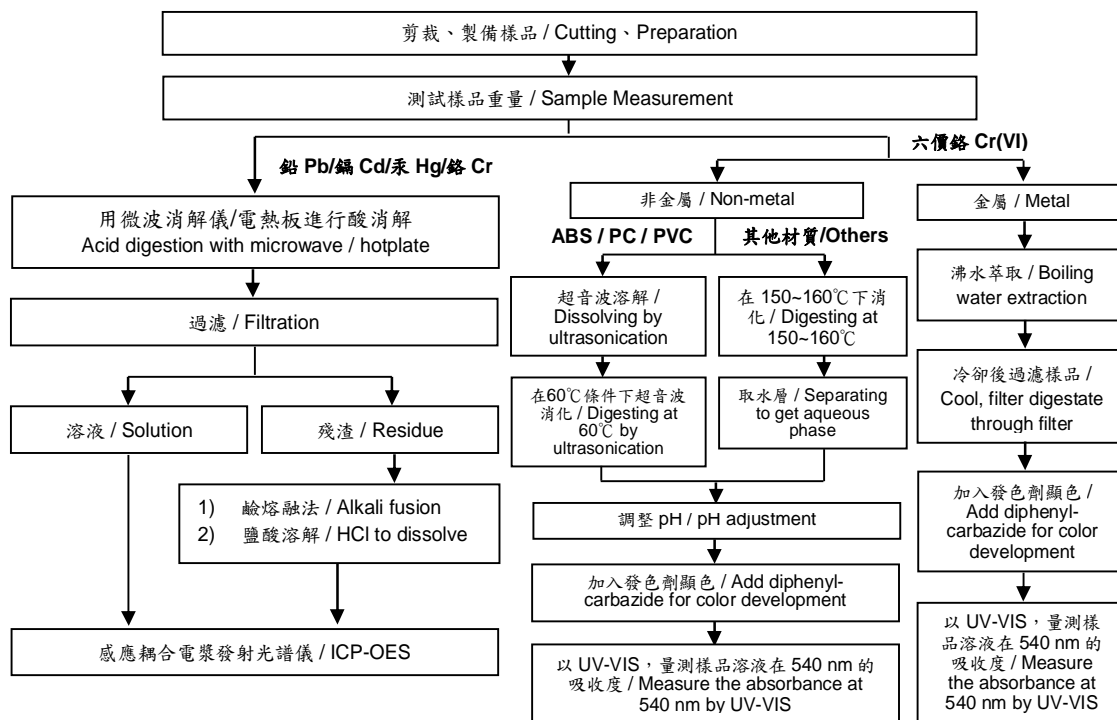 剪裁、製備樣品 / Cutting、Preparation
測試樣品重量 / Sample Measurement
鉛 Pb/鎘 Cd/汞 Hg/鉻 Cr
用微波消解儀/電熱板進行酸消解
Acid digestion with microwave / hotplate
過濾 / Filtration
溶液 / Solution
殘渣 / Residue
1) 鹼熔融法 / Alkali fusion
2) 鹽酸溶解 / HCl to dissolve
感應耦合電漿發射光譜儀 / ICP-OES
六價鉻 Cr(VI)
非金屬 / Non-metal
ABS / PC / PVC
超音波溶解 /
Dissolving by
ultrasonication
在60℃條件下超音波
消化 / Digesting at
60℃ by
ultrasonication
其他材質/Others
在 150~160℃下消
化 / Digesting at
150~160℃
取水層 / Separating
to get aqueous
phase
調整 pH / pH adjustment
加入發色劑顯色 / Add diphenyl-
carbazide for color development
以 UV-VIS，量測樣品溶液在 540 nm 的
吸收度 / Measure the absorbance at
540 nm by UV-VIS
金屬 / Metal
沸水萃取 / Boiling
water extraction
冷卻後過濾樣品 /
Cool, filter digestate
through filter
加入發色劑顯色 /
Add diphenyl-
carbazide for color
development
以 UV-VIS，量測樣
品溶液在 540 nm 的
吸收度 / Measure
the absorbance at
540 nm by UV-VIS